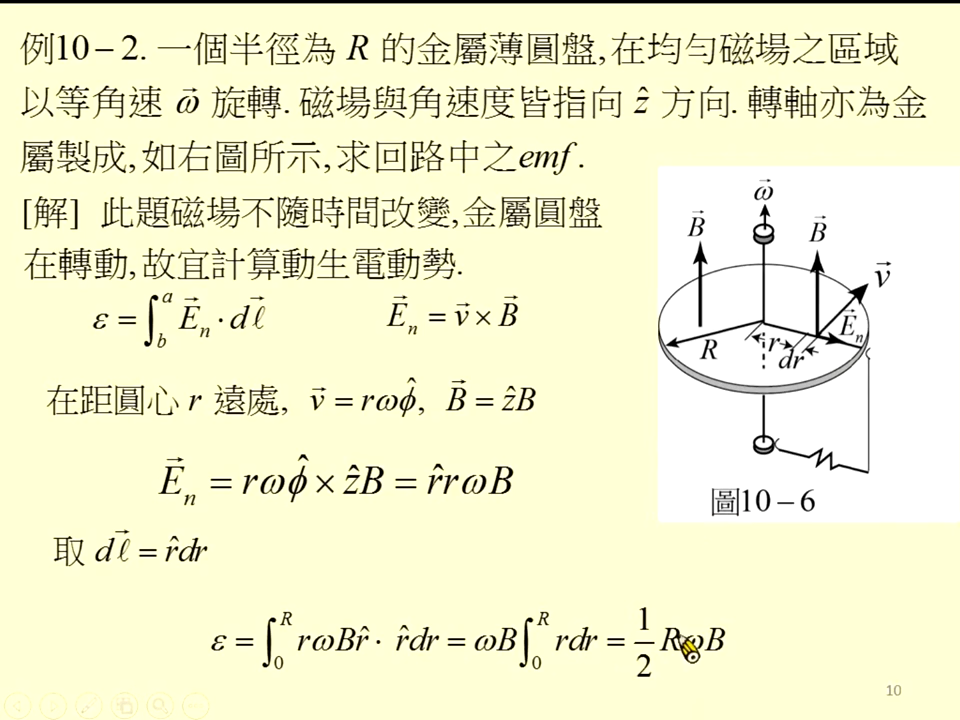 例10－2. 一個半徑為 R 的金屬薄圓盤,在均勻磁場之區域
以等角速 ω⃗ 旋轉. 磁場與角速度皆指向 ẑ 方向. 轉軸亦為金
屬製成,如右圖所示,求回路中之emf .
[解] 此題磁場不隨時間改變,金屬圓盤
在轉動,故宜計算動生電動勢.
ε = ∫_b^a E⃗_n · dℓ⃗   E⃗_n = v⃗ × B⃗
在距圓心 r 遠處, v⃗ = rωφ̂, B⃗ = ẑB
E⃗_n = rωφ̂ × ẑB = r̂rωB
取 dℓ⃗ = r̂dr
ε = ∫_0^R rωBr̂ · r̂dr = ωB∫_0^R rdr = 1/2 RωB
ω⃗
B⃗
B⃗
v⃗
E⃗_n
R
r
dr
圖10－6
10